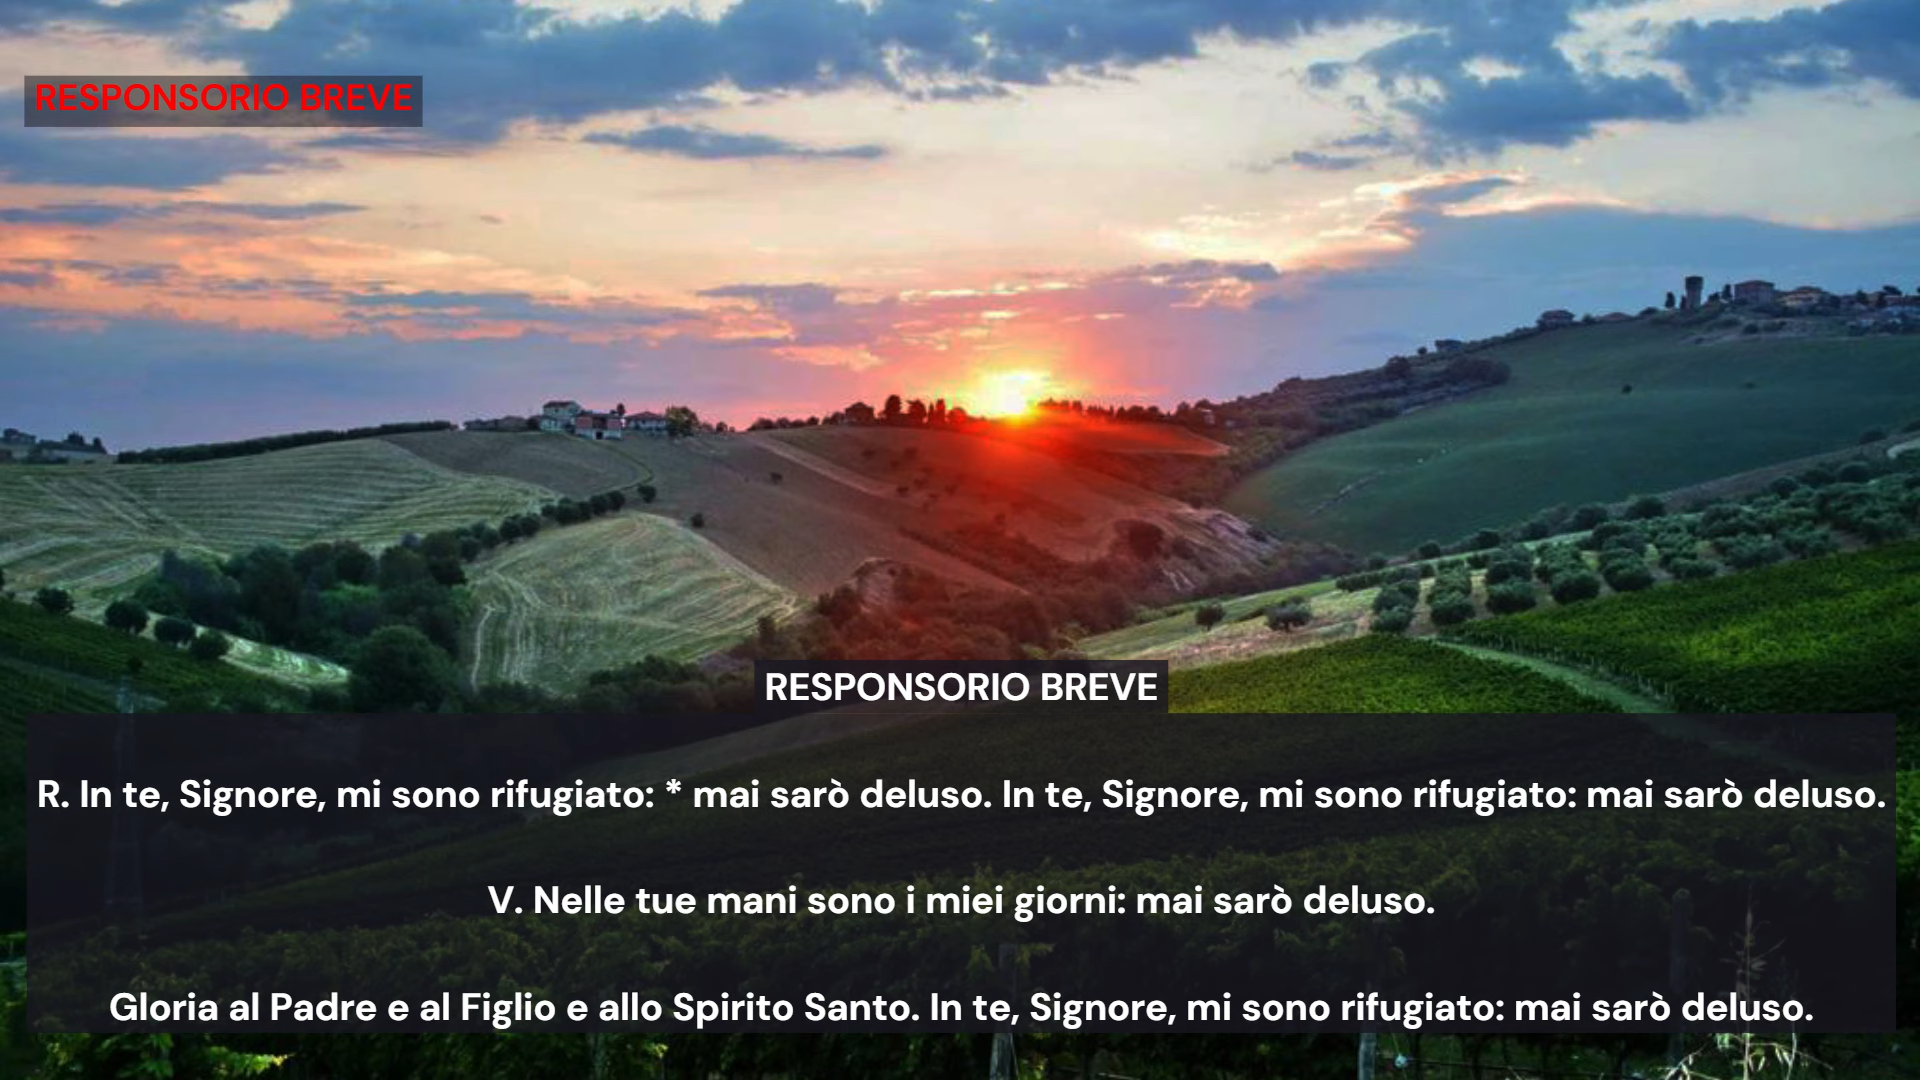 RESPONSORIO BREVE
RESPONSORIO BREVE
R. In te, Signore, mi sono rifugiato: * mai sarò deluso. In te, Signore, mi sono rifugiato: mai sarò deluso.
V. Nelle tue mani sono i miei giorni: mai sarò deluso.
Gloria al Padre e al Figlio e allo Spirito Santo. In te, Signore, mi sono rifugiato: mai sarò deluso.